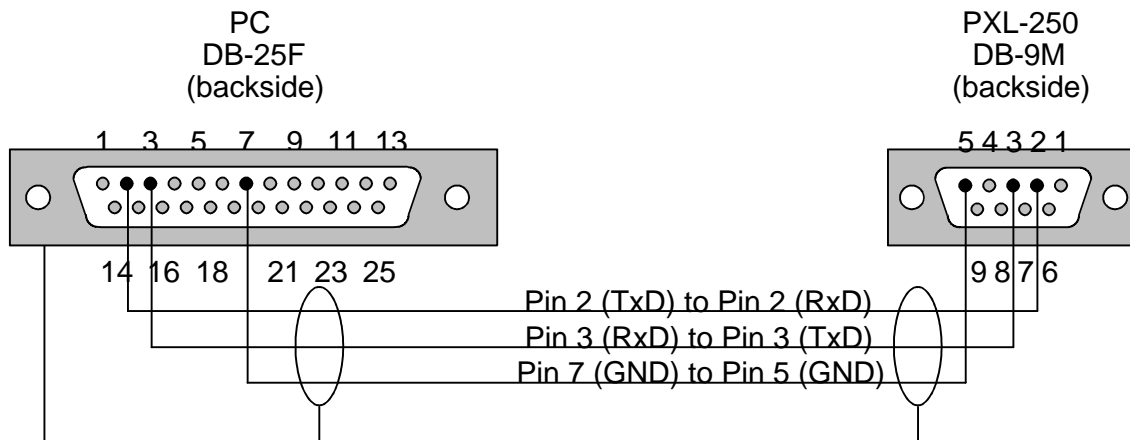 PC
DB-25F
(backside)
PXL-250
DB-9M
(backside)
1 3 5 7 9 11 13
5 4 3 2 1
14 16 18 21 23 25
9 8 7 6
Pin 2 (TxD) to Pin 2 (RxD)
Pin 3 (RxD) to Pin 3 (TxD)
Pin 7 (GND) to Pin 5 (GND)